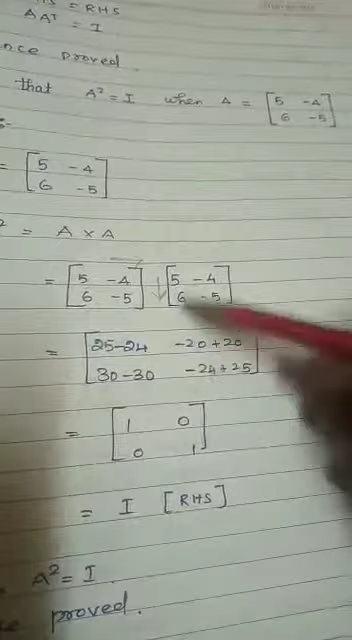 = RHS
AAᵀ = I
proved.
that A² = I when A = [5 -4
6 -5]
= [5 -4
6 -5]
² = A × A
= [5 -4 [5 -4
6 -5] 6 -5]
= [25-24 -20+20
30-30 -24+25]
= [1 0
0 1]
= I [RHS]
A² = I.
proved.